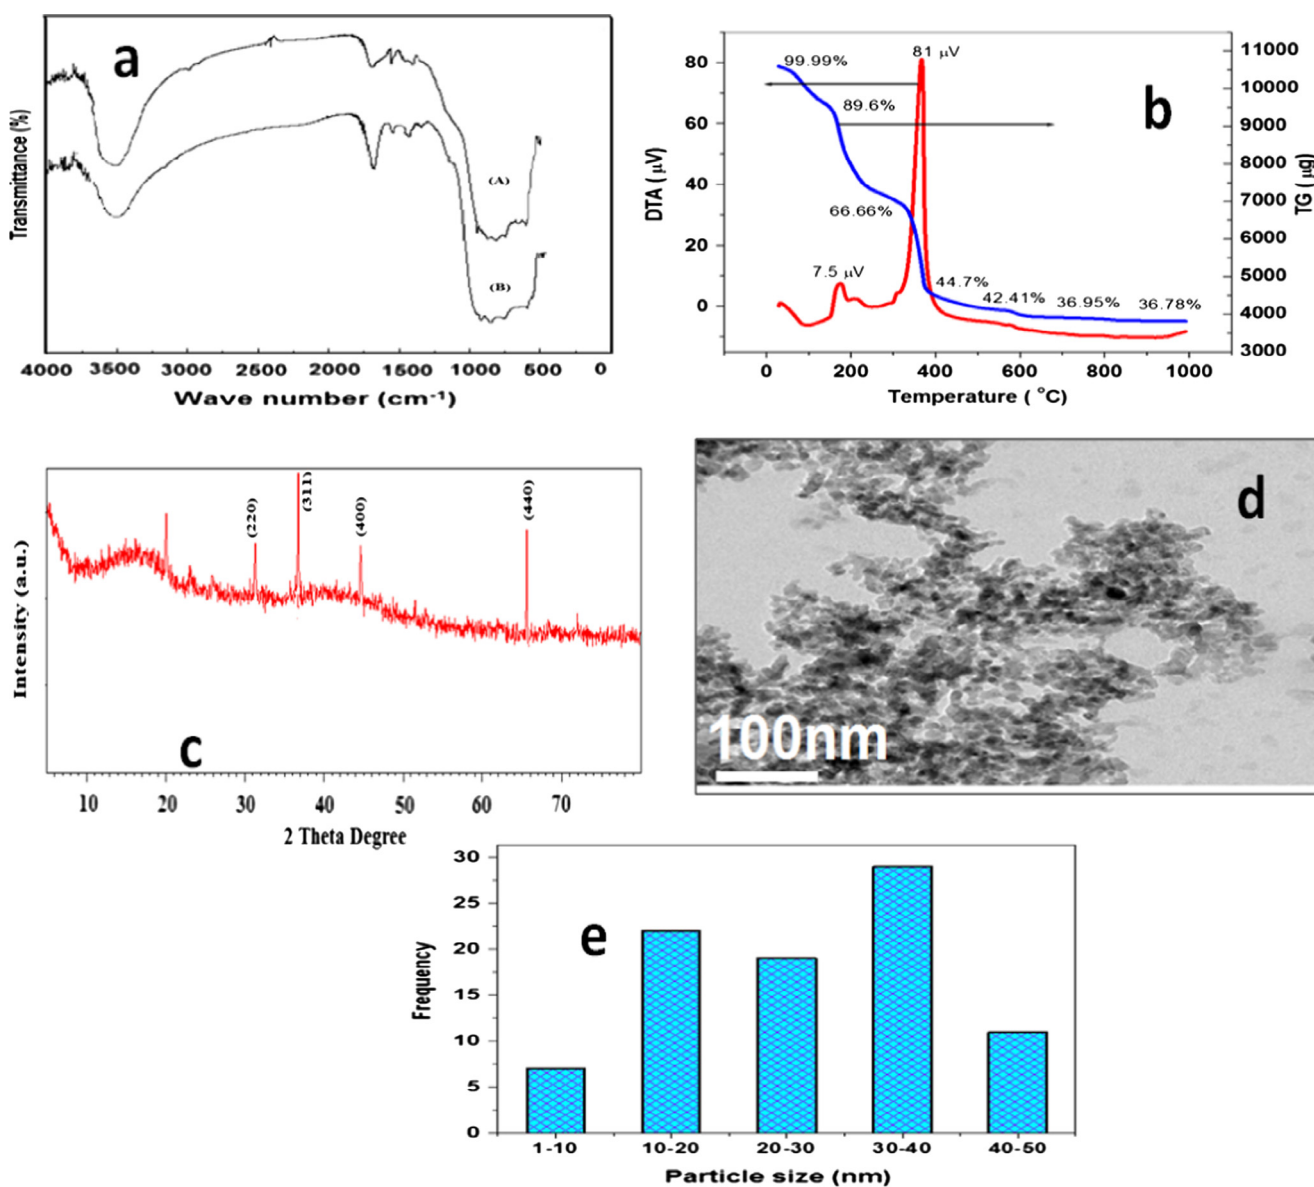 a
Transmittance (%)
(A)
(B)
4000 3500 2500 2000 1500 1000 500 0
Wave number (cm⁻¹)
b
DTA ( µV)
80
60
40
20
0
99.99%
81 µV
89.6%
66.66%
7.5 µV
44.7%
42.41%
36.95%
36.78%
11000
10000
9000
8000
7000
6000
5000
4000
3000
TG ( µg)
0 200 400 600 800 1000
Temperature ( °C)
c
Intensity (a.u.)
(220)
(311)
(400)
(440)
10 20 30 40 50 60 70
2 Theta Degree
d
100nm
e
Frequency
30
25
20
15
10
5
0
1-10 10-20 20-30 30-40 40-50
Particle size (nm)